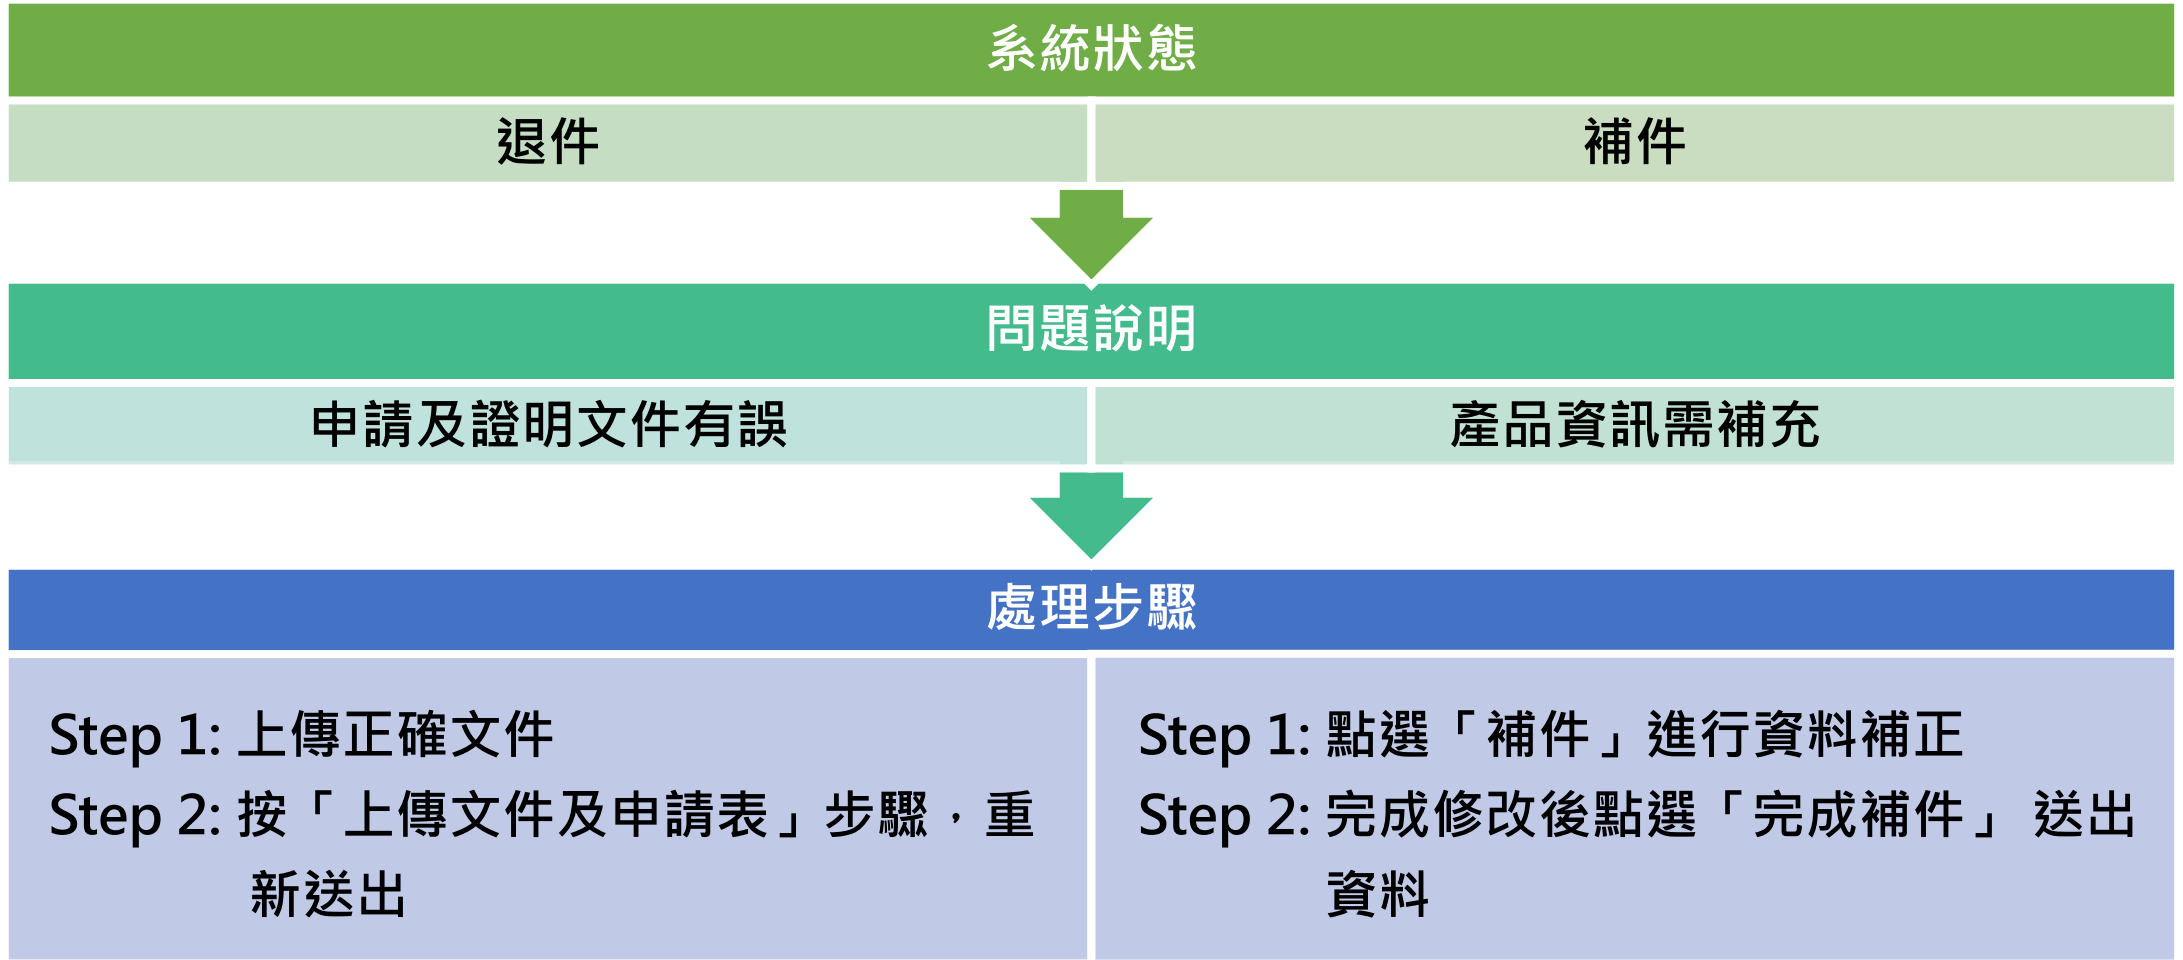 系統狀態
退件
補件
問題說明
申請及證明文件有誤
產品資訊需補充
處理步驟
Step 1: 上傳正確文件
Step 2: 按「上傳文件及申請表」步驟，重
新送出
Step 1: 點選「補件」進行資料補正
Step 2: 完成修改後點選「完成補件」 送出
資料